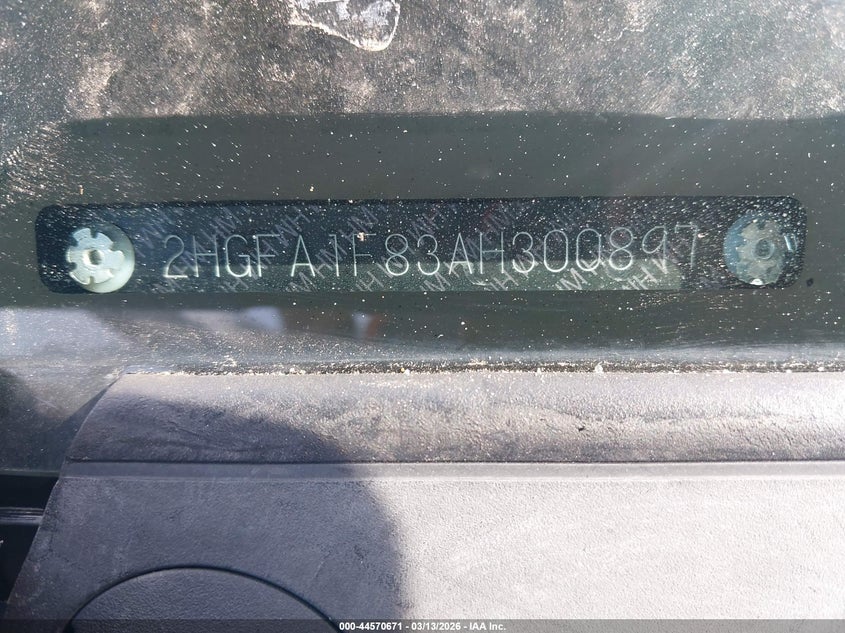 2HGFA1F83AH300897
000-44570671 - 03/13/2026 - IAA Inc.